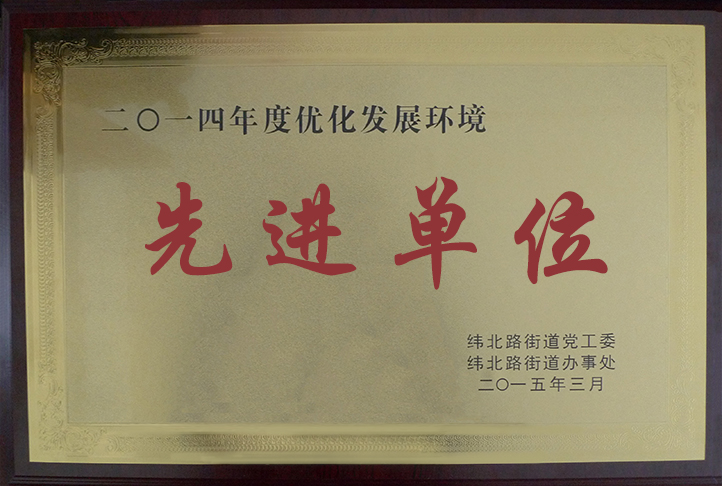 二〇一四年度优化发展环境
先进单位
纬北路街道党工委
纬北路街道办事处
二〇一五年三月